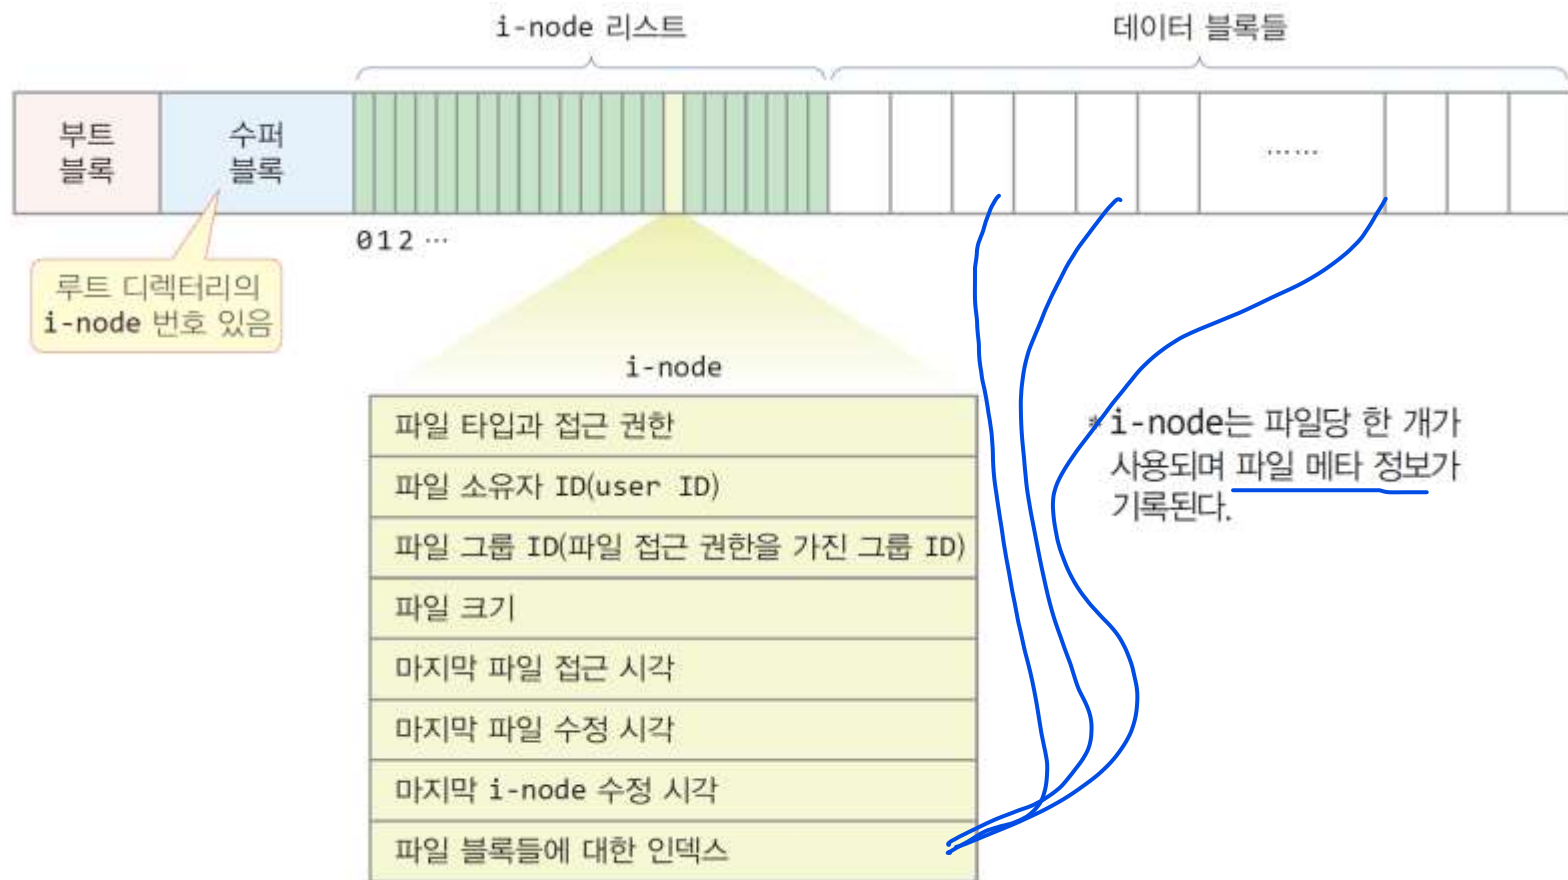 i-node 리스트
데이터 블록들
부트
블록
수퍼
블록
……
012 …
루트 디렉터리의
i-node 번호 있음
i-node
파일 타입과 접근 권한
파일 소유자 ID(user ID)
파일 그룹 ID(파일 접근 권한을 가진 그룹 ID)
파일 크기
마지막 파일 접근 시각
마지막 파일 수정 시각
마지막 i-node 수정 시각
파일 블록들에 대한 인덱스
* i-node는 파일당 한 개가
사용되며 파일 메타 정보가
기록된다.